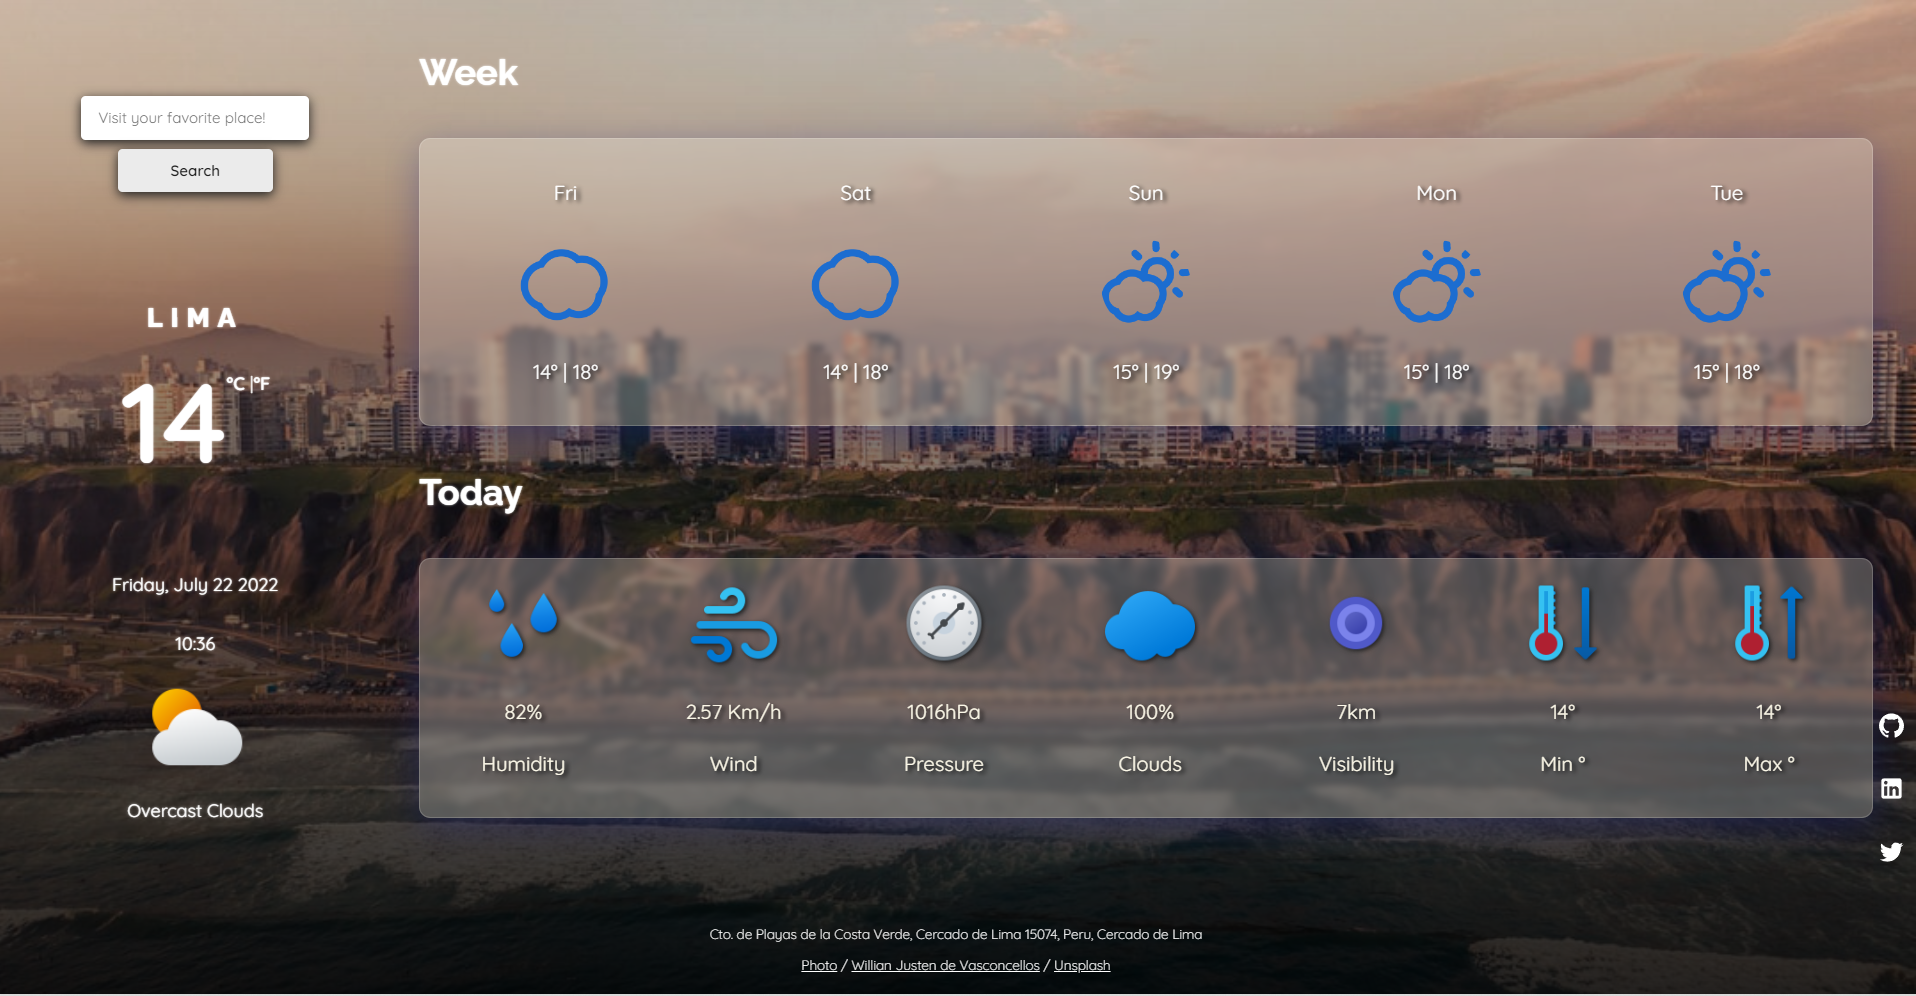 Visit your favorite place!
Search
LIMA
14 °C |°F
Friday, July 22 2022
10:36
Overcast Clouds
Week
Fri Sat Sun Mon Tue
14° | 18° 14° | 18° 15° | 19° 15° | 18° 15° | 18°
Today
82% 2.57 Km/h 1016hPa 100% 7km 14° 14°
Humidity Wind Pressure Clouds Visibility Min ° Max °
Cto. de Playas de la Costa Verde, Cercado de Lima 15074, Peru, Cercado de Lima
Photo / Willian Justen de Vasconcellos / Unsplash